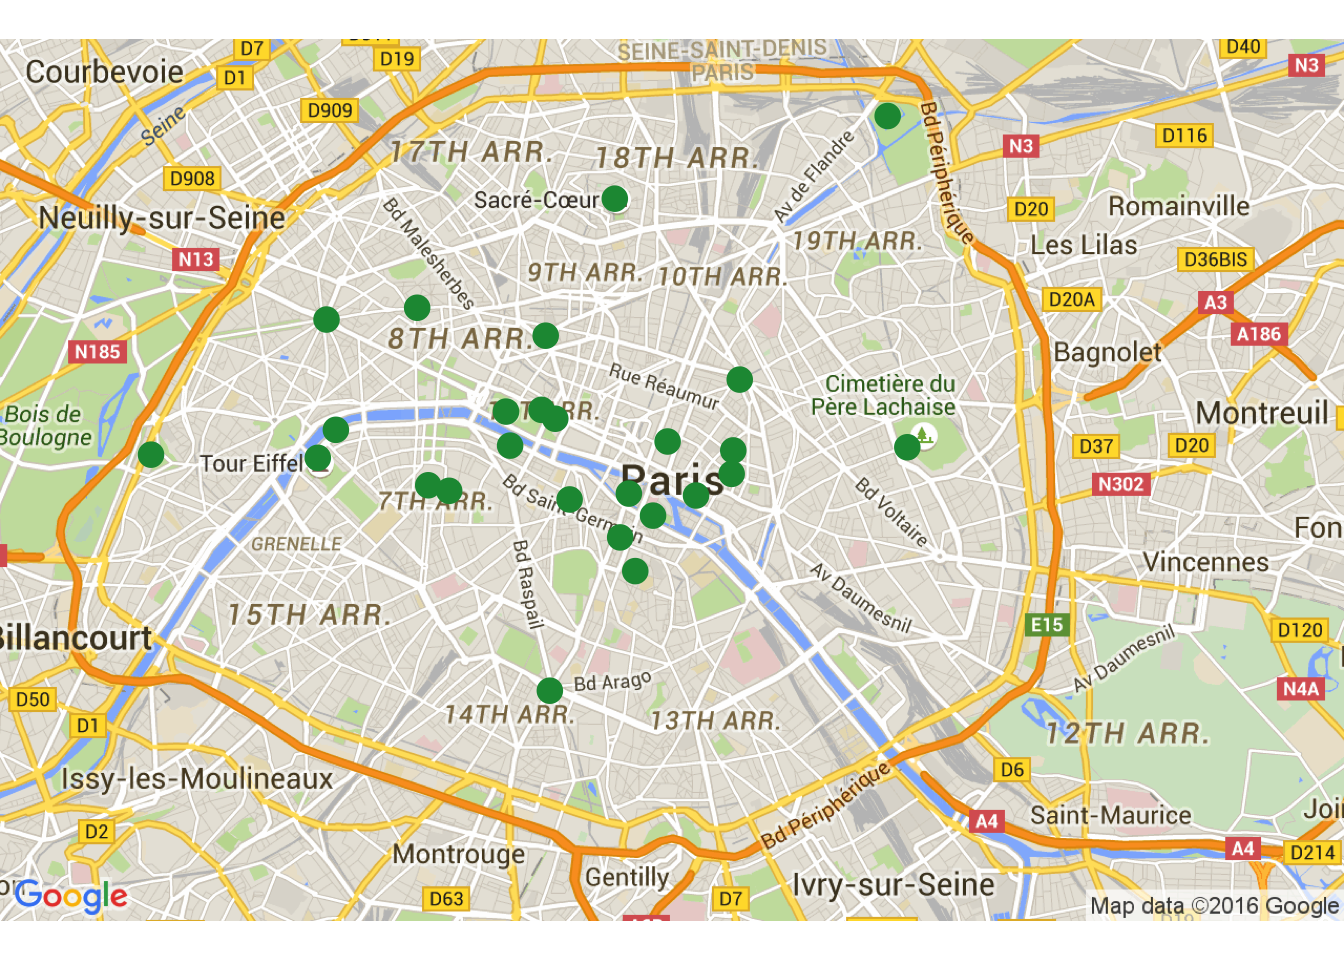 SEINE-SAINT-DENIS
PARIS
D7
D19
D40
N3
Courbevoie
D1
D909
Seine
D116
N3
17TH ARR.
18TH ARR.
Av de Flandre
Bd Périphérique
D908
Sacré-Cœur
Bd Malesherbes
D20
Romainville
Neuilly-sur-Seine
19TH ARR.
Les Lilas
N13
D36BIS
9TH ARR.
10TH ARR.
D20A
A3
N185
8TH ARR.
A186
Bagnolet
Rue Réaumur
Cimetière du
Père Lachaise
Bois de
Boulogne
ARR.
Montreuil
D37
D20
Tour Eiffel
Paris
N302
7TH ARR.
Bd Saint-Germain
Bd Voltaire
Fon
GRENELLE
Bd Raspail
Vincennes
Av Daumesnil
15TH ARR.
E15
D120
Billancourt
Av Daumesnil
Bd Arago
N4A
D50
D1
14TH ARR.
13TH ARR.
12TH ARR.
Issy-les-Moulineaux
D6
Bd Périphérique
D2
A4
Saint-Maurice
Joi
Montrouge
A4
D214
Gentilly
Ivry-sur-Seine
Google
D63
D7
Map data ©2016 Google